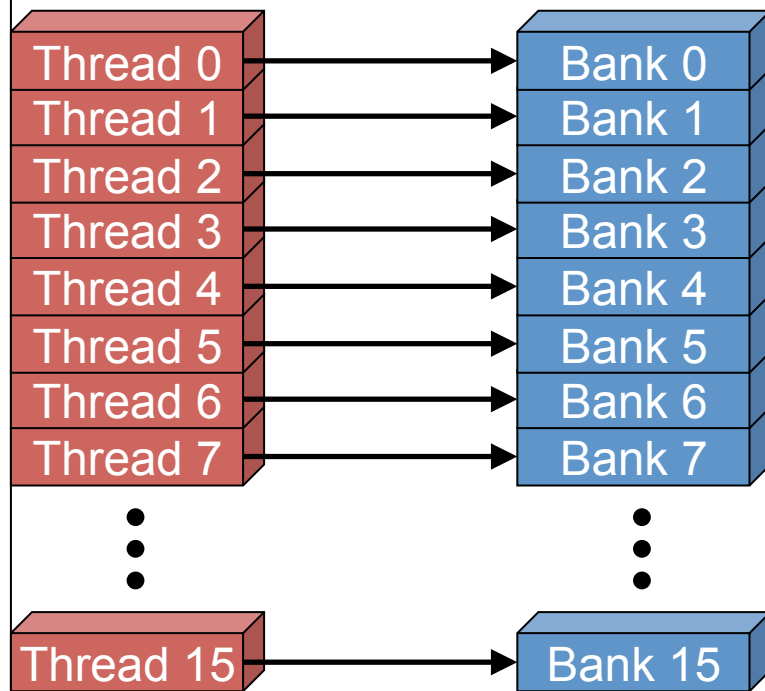 Thread 0 Bank 0
Thread 1 Bank 1
Thread 2 Bank 2
Thread 3 Bank 3
Thread 4 Bank 4
Thread 5 Bank 5
Thread 6 Bank 6
Thread 7 Bank 7
Thread 15 Bank 15